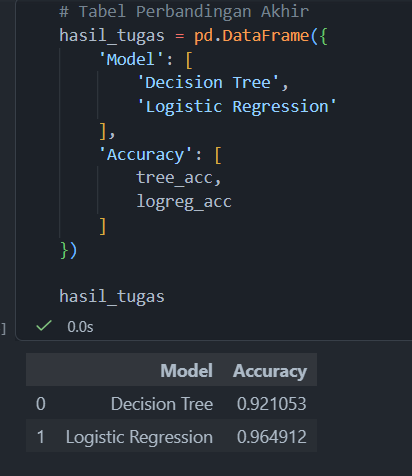 # Tabel Perbandingan Akhir
hasil_tugas = pd.DataFrame({
    'Model': [
        'Decision Tree',
        'Logistic Regression'
    ],
    'Accuracy': [
        tree_acc,
        logreg_acc
    ]
})
hasil_tugas
] 0.0s
Model Accuracy
0 Decision Tree 0.921053
1 Logistic Regression 0.964912